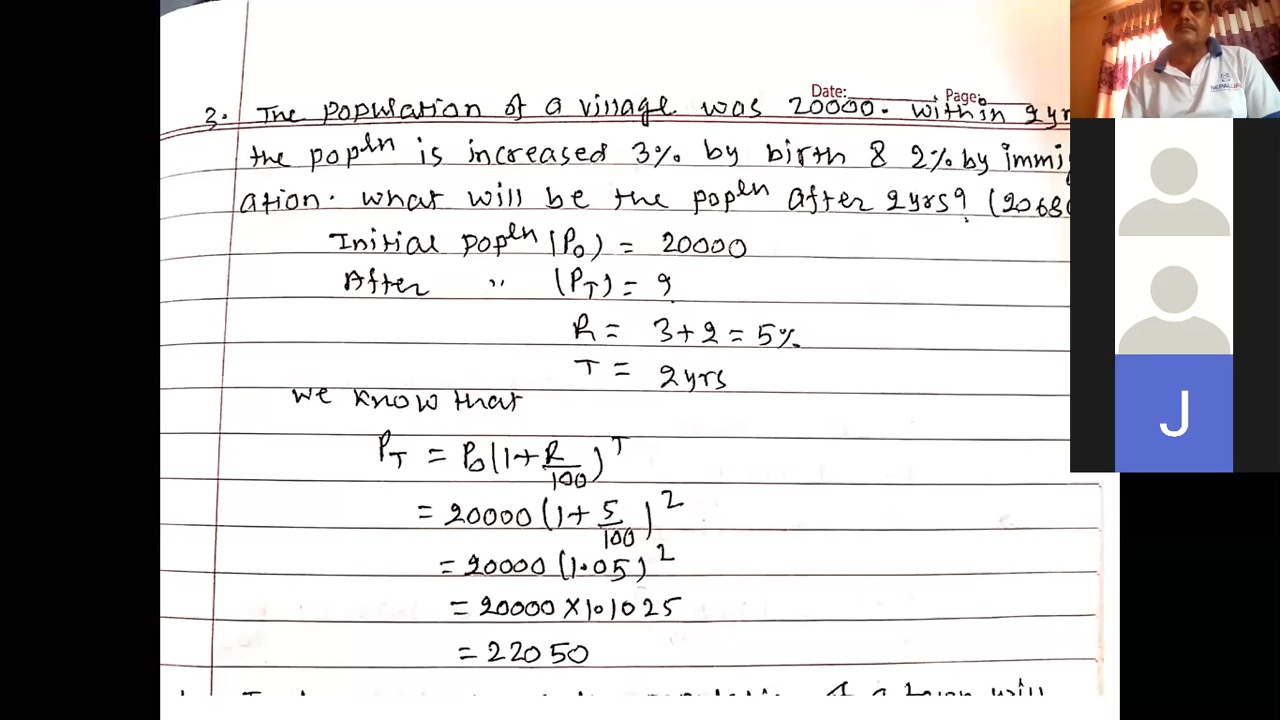 Date: Page:
3. The population of a village was 20000. within 2yr
the popln is increased 3% by birth & 2% by immig
ation. what will be the popln after 2yrs? (2068
Initial popln (P0) = 20000
After " (PT) = ?
R = 3+2 = 5%
T = 2yrs
we know that
PT = P0(1+R/100)^T
= 20000(1+5/100)^2
= 20000(1.05)^2
= 20000×1.1025
= 22050
J